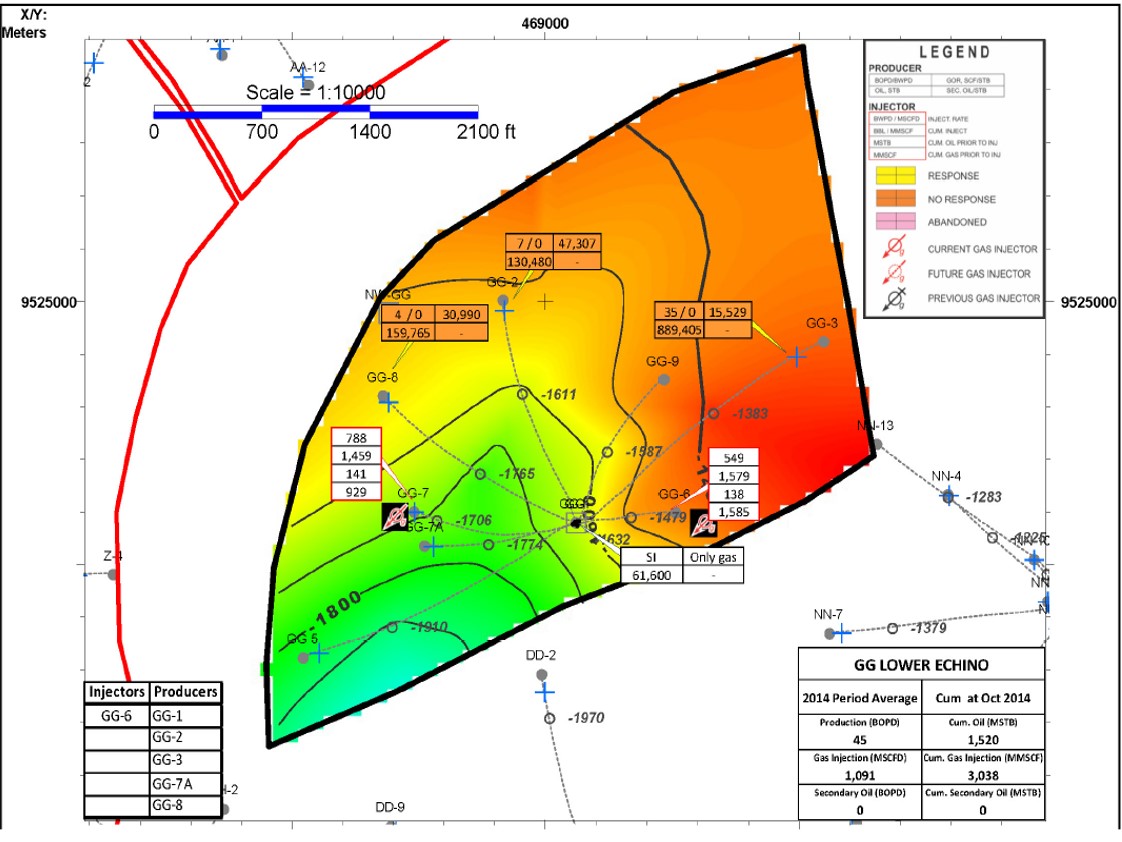 X/Y:
Meters
469000
AA-12
Scale = 1:10000
0 700 1400 2100 ft
2
LEGEND
PRODUCER
BOPD/BWPD GOR, SCF/STB
OIL, STB SEC. OIL/STB
INJECTOR
BWPD / MSCFD INJECT. RATE
BBL / MMSCF CUM. INJECT
MSTB CUM. OIL PRIOR TO INJ
MMSCF CUM. GAS PRIOR TO INJ
RESPONSE
NO RESPONSE
ABANDONED
CURRENT GAS INJECTOR
FUTURE GAS INJECTOR
PREVIOUS GAS INJECTOR
9525000
9525000
7 / 0 47,307
130,480 -
GG-2
4 / 0 30,990
159,765 -
35 / 0 15,529
889,405 -
GG-3
GG-9
GG-8
-1611
-1383
-1587
-1765
NN-13
NN-4
-1283
788
1,459
141
929
GG-7
GG-7A
-1706
-1774
549
1,579
138
1,585
GG-6
-1479
SI Only gas
61,600 -
Z-4
-1800
-1910
GG 5
NN-7
-1379
DD-2
-1970
DD-9
Injectors Producers
GG-6 GG-1
GG-2
GG-3
GG-7A
GG-8
GG LOWER ECHINO
2014 Period Average Cum at Oct 2014
Production (BOPD) Cum. Oil (MSTB)
45 1,520
Gas Injection (MSCFD) Cum. Gas Injection (MMSCF)
1,091 3,038
Secondary Oil (BOPD) Cum. Secondary Oil (MSTB)
0 0